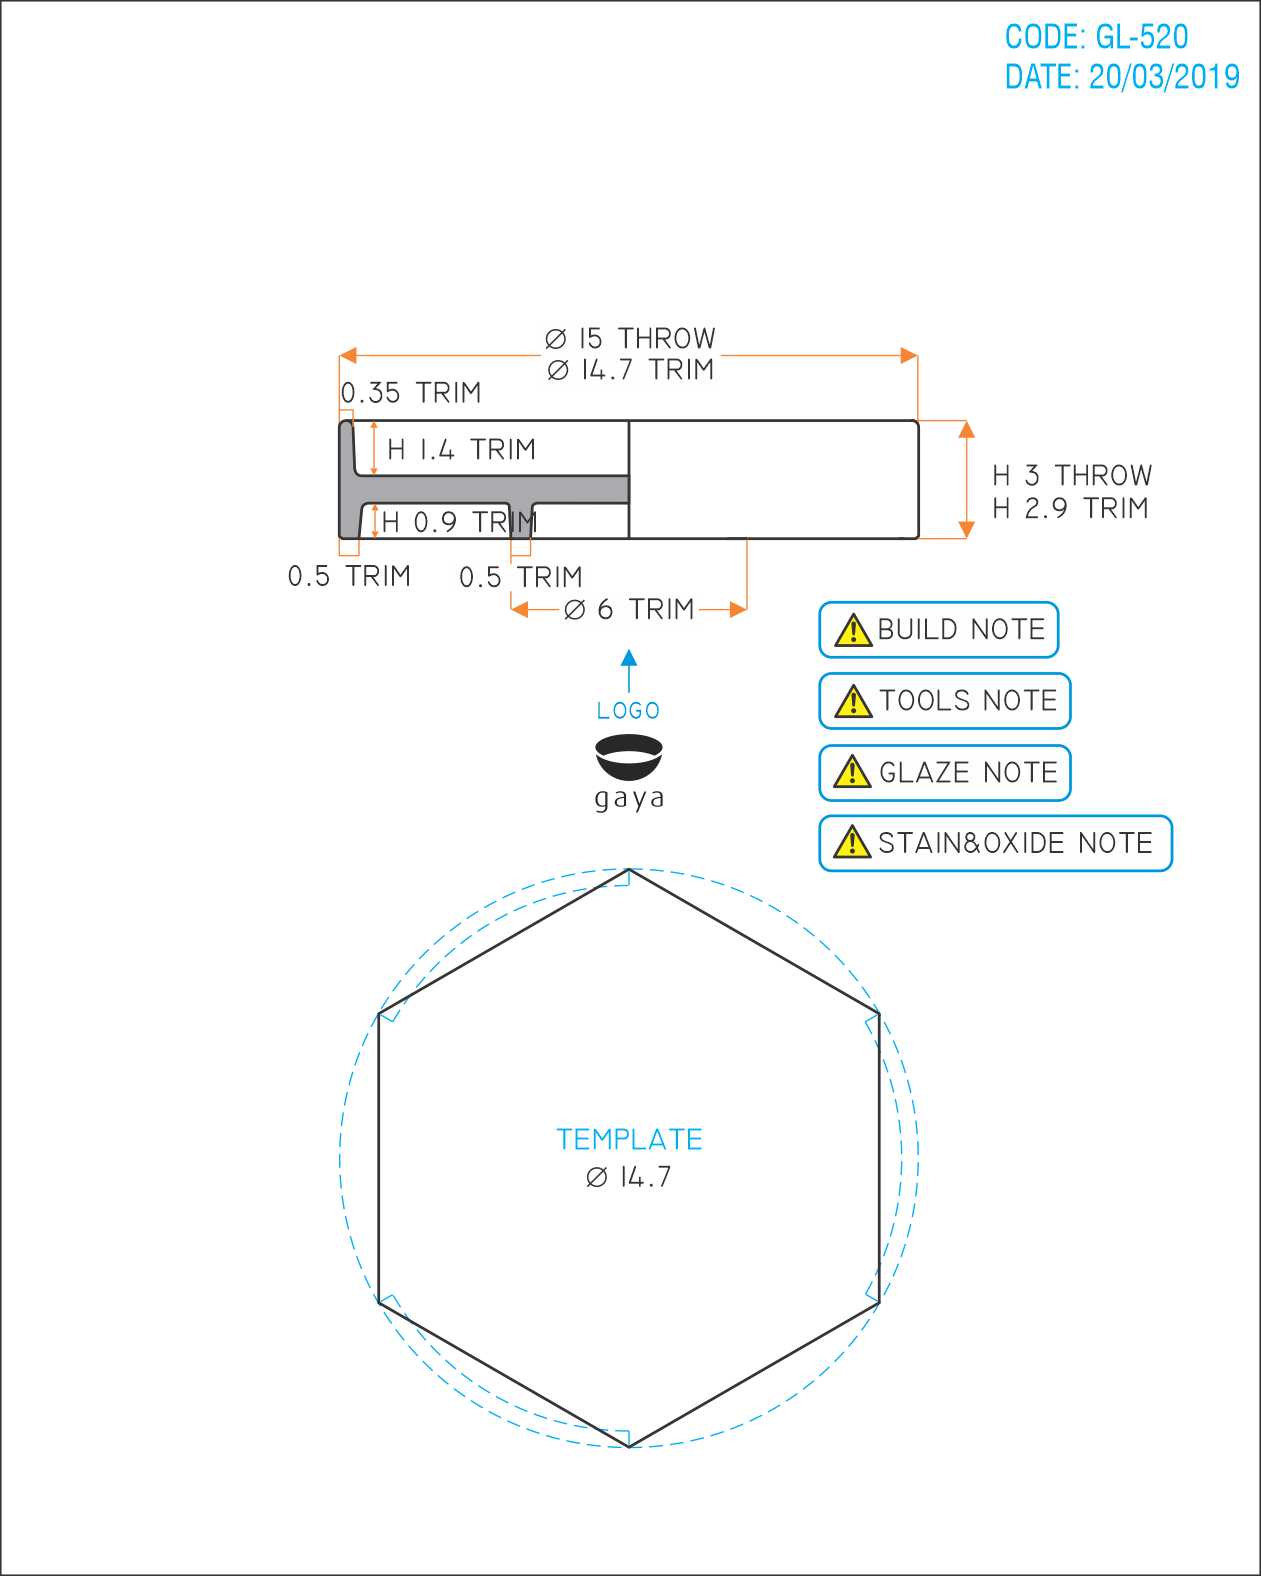 CODE: GL-520
DATE: 20/03/2019
Ø 15 THROW
Ø 14.7 TRIM
0.35 TRIM
H 1.4 TRIM
H 3 THROW
H 2.9 TRIM
H 0.9 TRIM
0.5 TRIM
0.5 TRIM
Ø 6 TRIM
BUILD NOTE
TOOLS NOTE
LOGO
gaya
GLAZE NOTE
STAIN&OXIDE NOTE
TEMPLATE
Ø 14.7